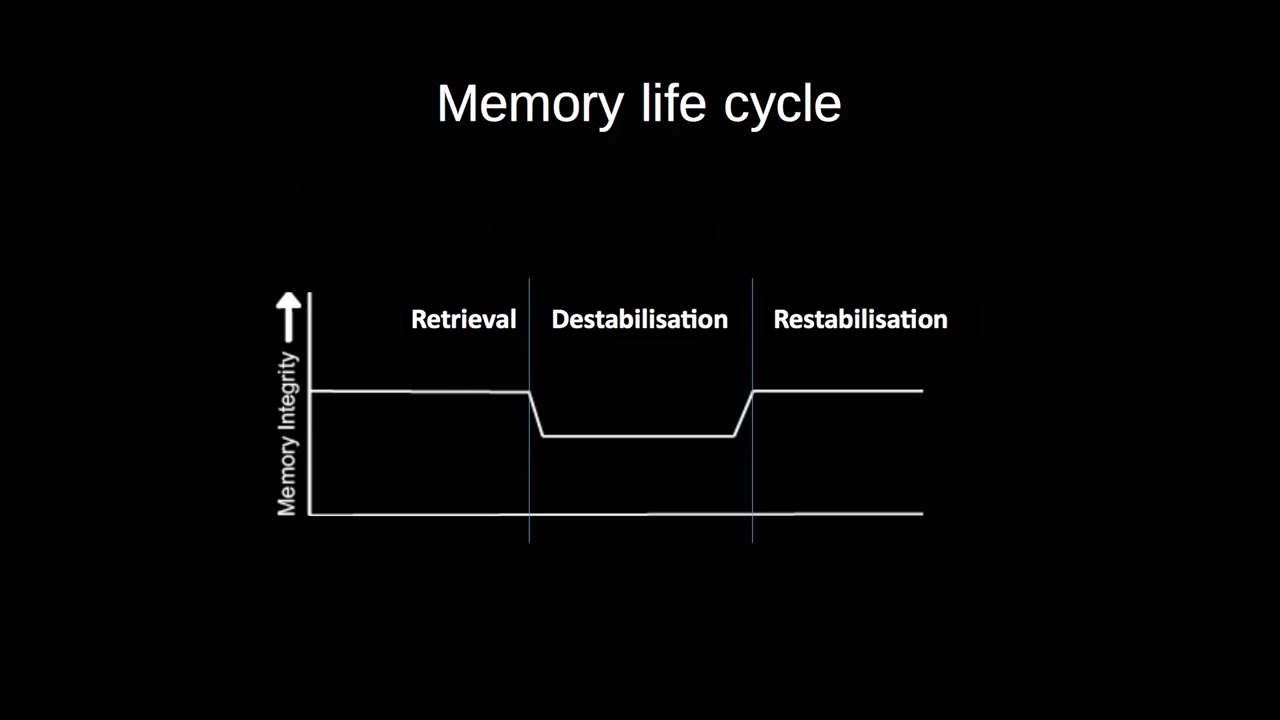 Memory life cycle
Retrieval
Destabilisation
Restabilisation
Memory Integrity